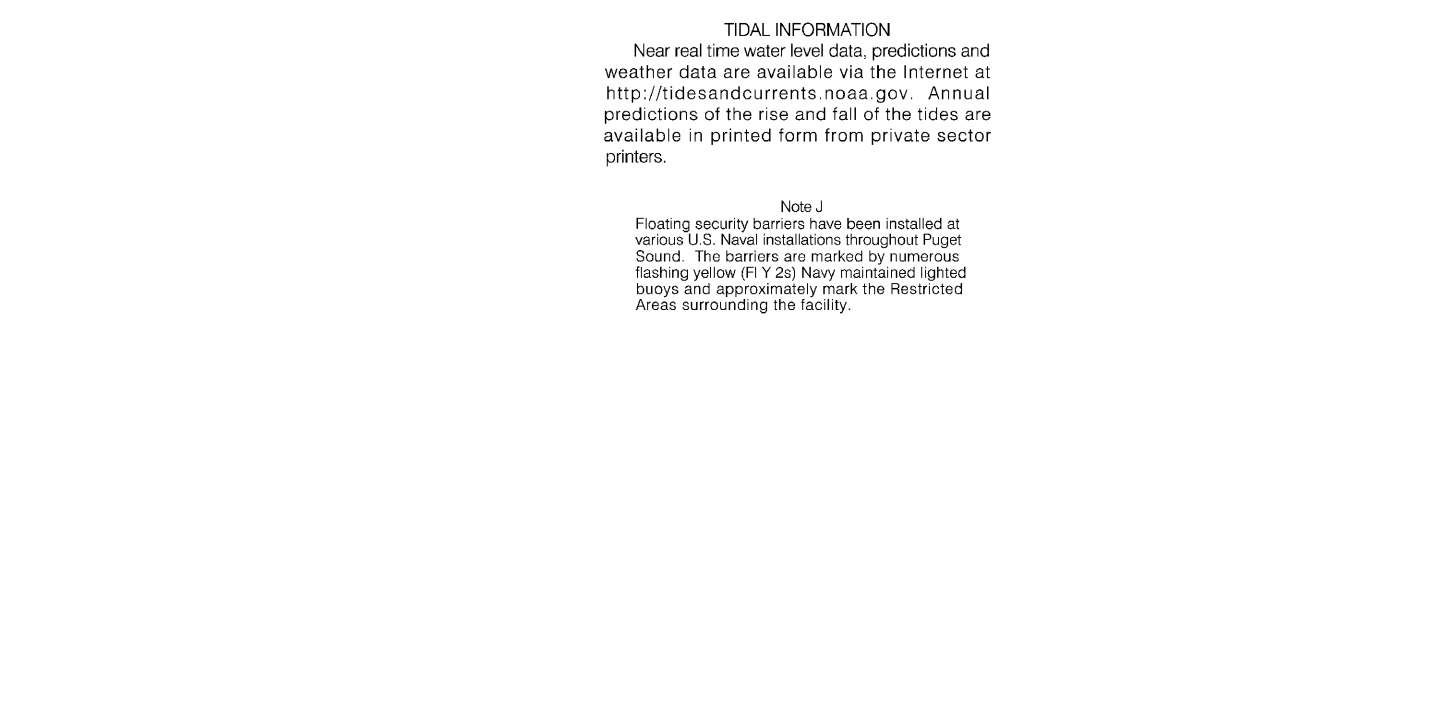 TIDAL INFORMATION
Near real time water level data, predictions and
weather data are available via the Internet at
http://tidesandcurrents.noaa.gov. Annual
predictions of the rise and fall of the tides are
available in printed form from private sector
printers.
Note J
Floating security barriers have been installed at
various U.S. Naval installations throughout Puget
Sound. The barriers are marked by numerous
flashing yellow (Fl Y 2s) Navy maintained lighted
buoys and approximately mark the Restricted
Areas surrounding the facility.